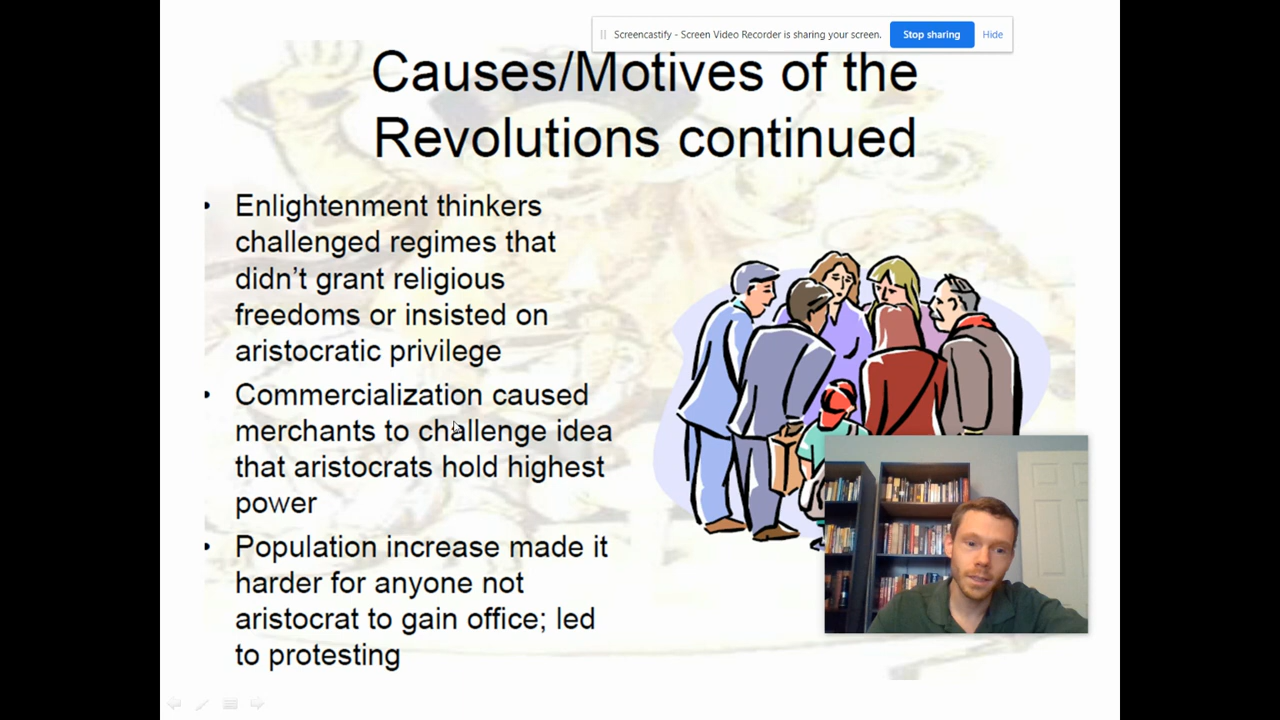 Screencastify - Screen Video Recorder is sharing your screen.
Stop sharing
Hide
Causes/Motives of the
Revolutions continued
• Enlightenment thinkers
challenged regimes that
didn't grant religious
freedoms or insisted on
aristocratic privilege
• Commercialization caused
merchants to challenge idea
that aristocrats hold highest
power
• Population increase made it
harder for anyone not
aristocrat to gain office; led
to protesting